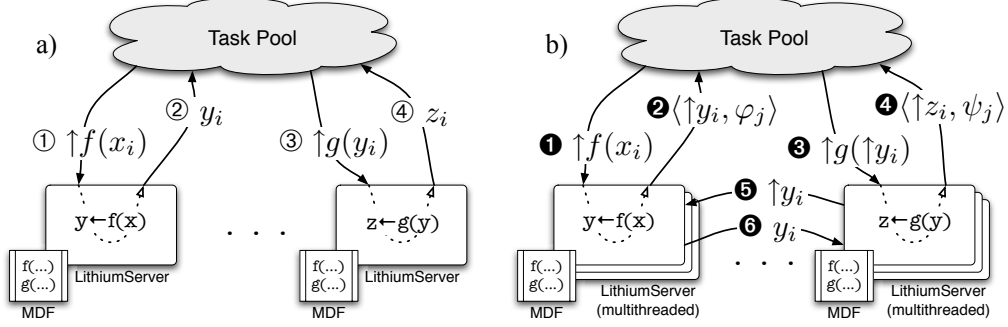 a)
Task Pool
① ↑f(x_i)
② y_i
③ ↑g(y_i)
④ z_i
y←f(x)
z←g(y)
. . .
f(...)
g(...)
MDF
LithiumServer
f(...)
g(...)
MDF
LithiumServer
b)
Task Pool
❶ ↑f(x_i)
❷ ⟨↑y_i, φ_j⟩
❸ ↑g(↑y_i)
❹ ⟨↑z_i, ψ_j⟩
❺ ↑y_i
❻ y_i
y←f(x)
z←g(y)
. . .
f(...)
g(...)
MDF
LithiumServer
(multithreaded)
f(...)
g(...)
MDF
LithiumServer
(multithreaded)